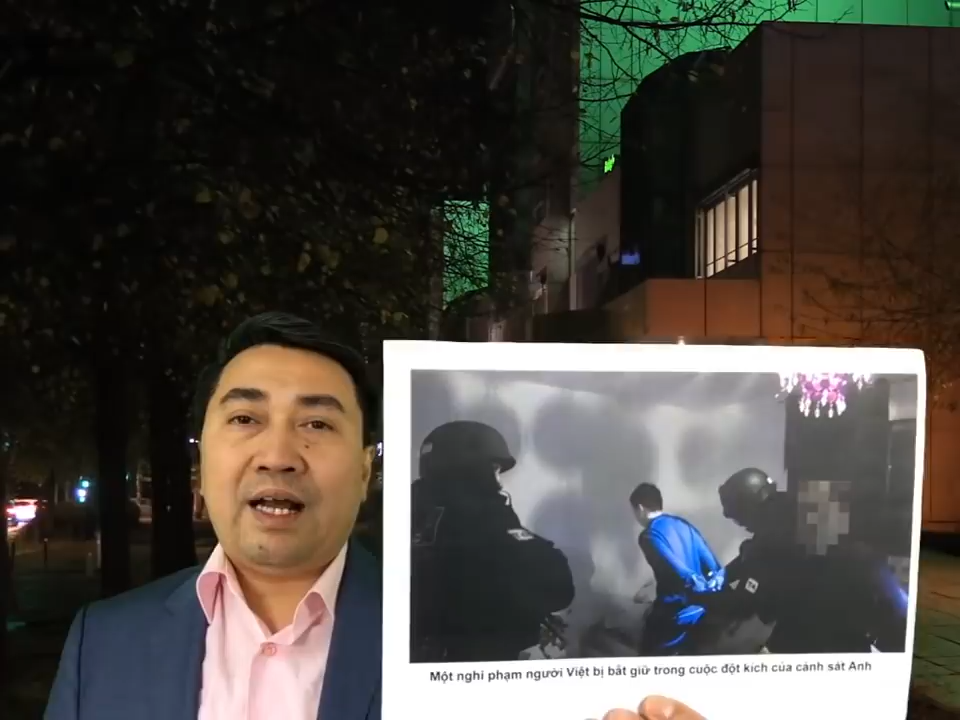 Một nghi phạm người Việt bị bắt giữ trong cuộc đột kích của cảnh sát Anh